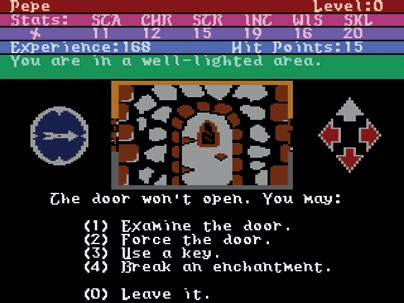 Pepe Level:0
Stats: STA CHR STR INT WIS SKL
11 12 15 19 16 20
Experience:168 Hit Points:15
You are in a well-lighted area.
The door won't open. You may:
(1) Examine the door.
(2) Force the door.
(3) Use a key.
(4) Break an enchantment.
(0) Leave it.